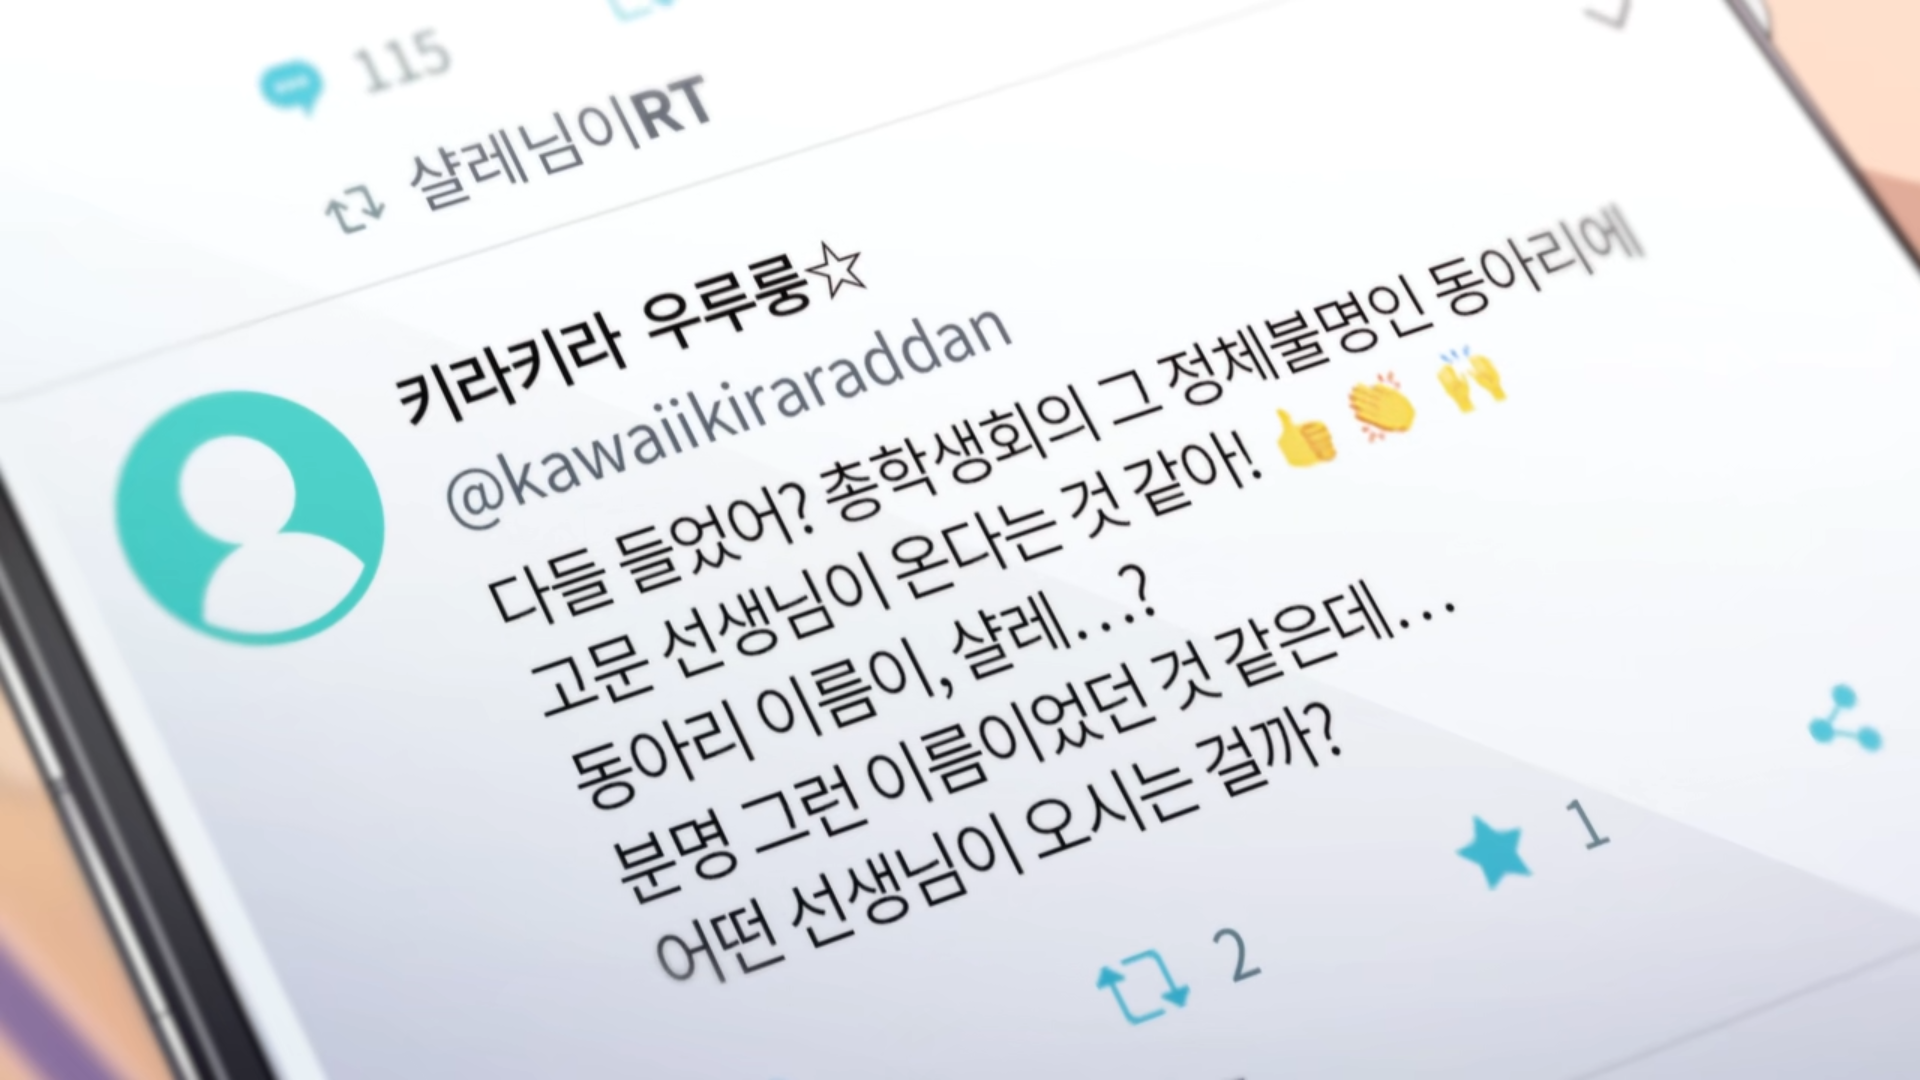 115
샬레님이RT
키라키라 우루룽☆
@kawaiikiraraddan
다들 들었어? 총학생회의 그 정체불명인 동아리에
고문 선생님이 온다는 것 같아! 👍 👏 🙌
동아리 이름이, 샬레…?
분명 그런 이름이었던 것 같은데…
어떤 선생님이 오시는 걸까?
2
1